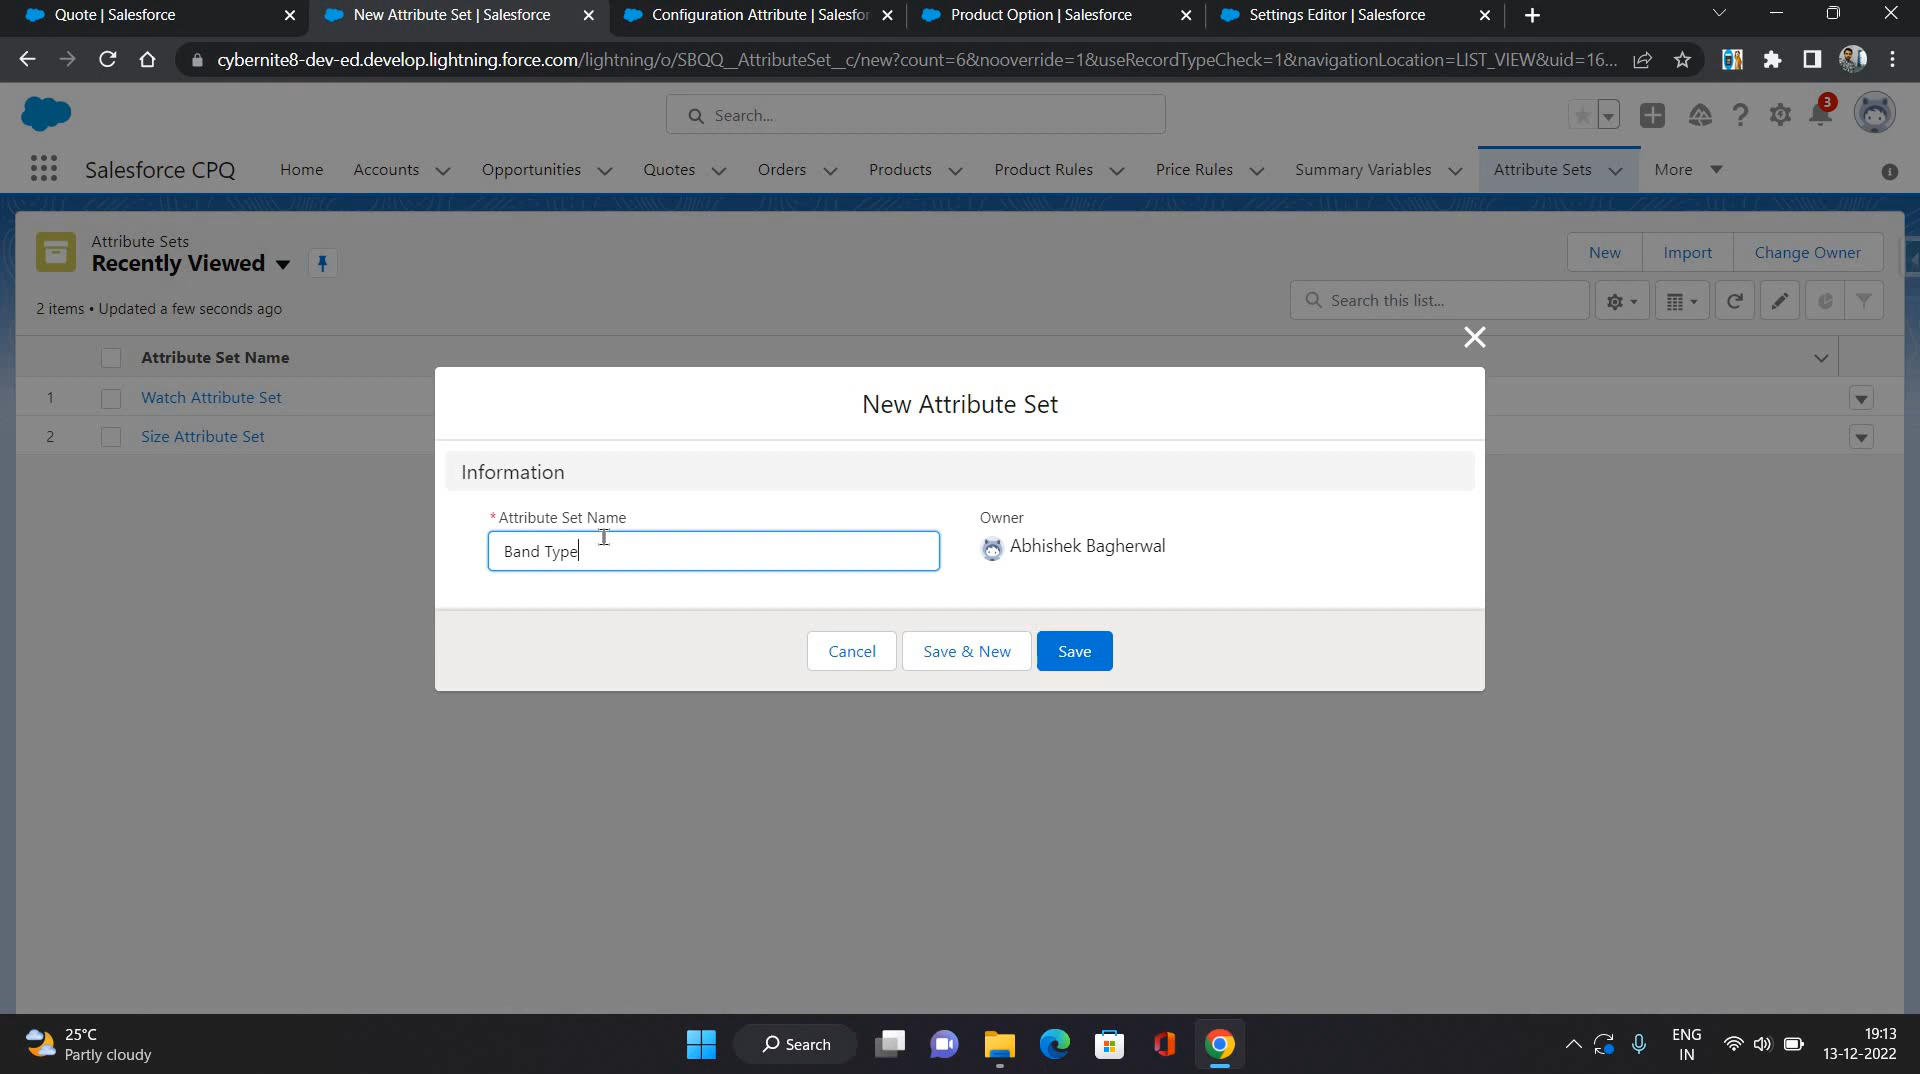 Quote | Salesforce
New Attribute Set | Salesforce
Configuration Attribute | Salesfor
Product Option | Salesforce
Settings Editor | Salesforce
cybernite8-dev-ed.develop.lightning.force.com/lightning/o/SBQQ__AttributeSet__c/new?count=6&nooverride=1&useRecordTypeCheck=1&navigationLocation=LIST_VIEW&uid=16...
Search...
3
Salesforce CPQ
Home
Accounts
Opportunities
Quotes
Orders
Products
Product Rules
Price Rules
Summary Variables
Attribute Sets
More
Attribute Sets
Recently Viewed
New
Import
Change Owner
2 items • Updated a few seconds ago
Search this list...
Attribute Set Name
1
Watch Attribute Set
2
Size Attribute Set
New Attribute Set
Information
* Attribute Set Name
Owner
Band Type
Abhishek Bagherwal
Cancel
Save & New
Save
25°C
Partly cloudy
Search
ENG
IN
19:13
13-12-2022